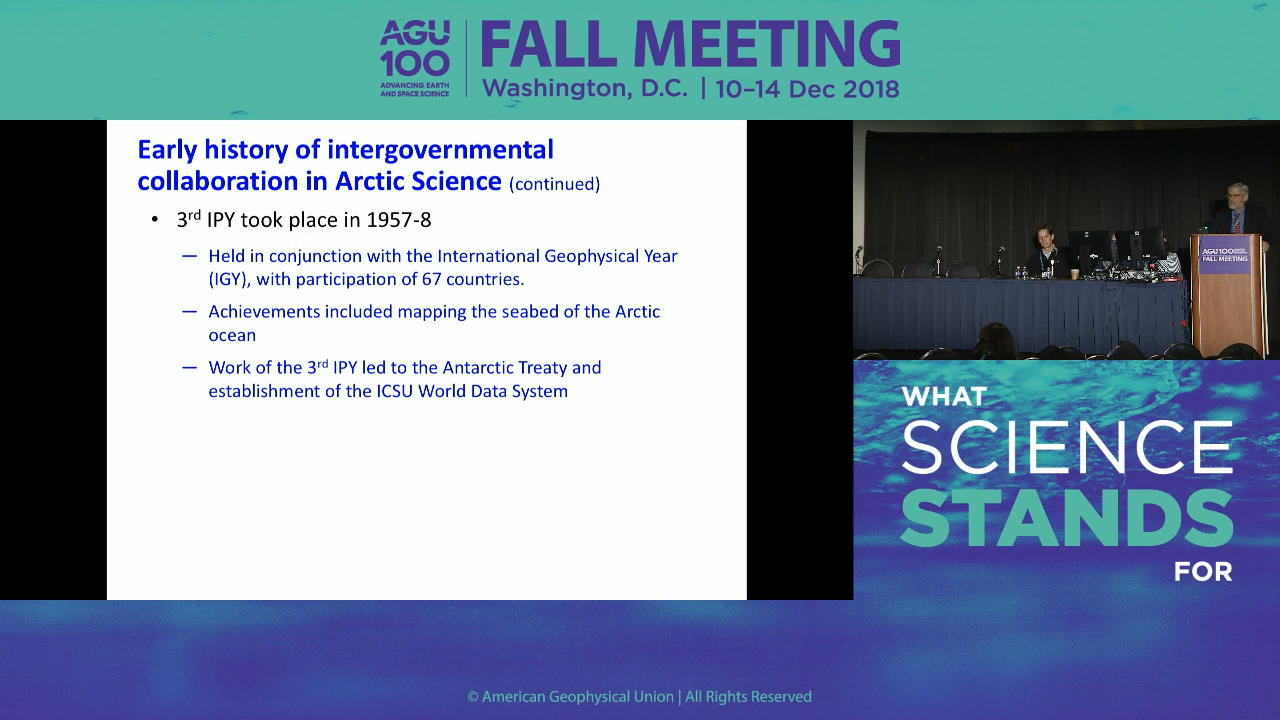 AGU
100
ADVANCING EARTH
AND SPACE SCIENCE
FALL MEETING
Washington, D.C. | 10–14 Dec 2018
Early history of intergovernmental
collaboration in Arctic Science (continued)
• 3rd IPY took place in 1957-8
— Held in conjunction with the International Geophysical Year
(IGY), with participation of 67 countries.
— Achievements included mapping the seabed of the Arctic
ocean
— Work of the 3rd IPY led to the Antarctic Treaty and
establishment of the ICSU World Data System
AGU100
FALL MEETING
WHAT
SCIENCE
STANDS
FOR
© American Geophysical Union | All Rights Reserved